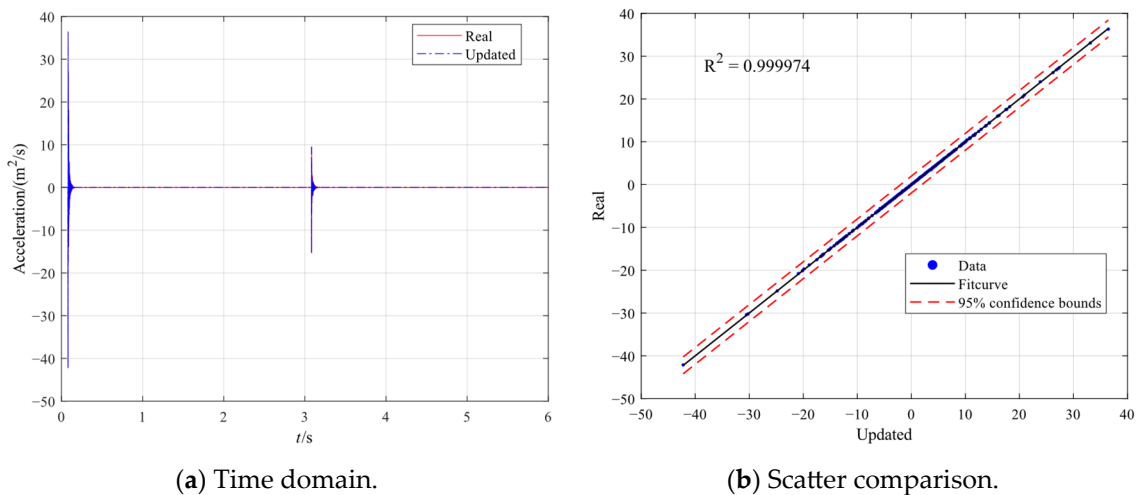 40
30
20
10
0
−10
−20
−30
−40
−50
Acceleration/(m²/s)
0 1 2 3 4 5 6
t/s
Real
Updated
(a) Time domain.
40
30
20
10
0
−10
−20
−30
−40
−50
Real
R² = 0.999974
Data
Fitcurve
95% confidence bounds
−50 −40 −30 −20 −10 0 10 20 30 40
Updated
(b) Scatter comparison.